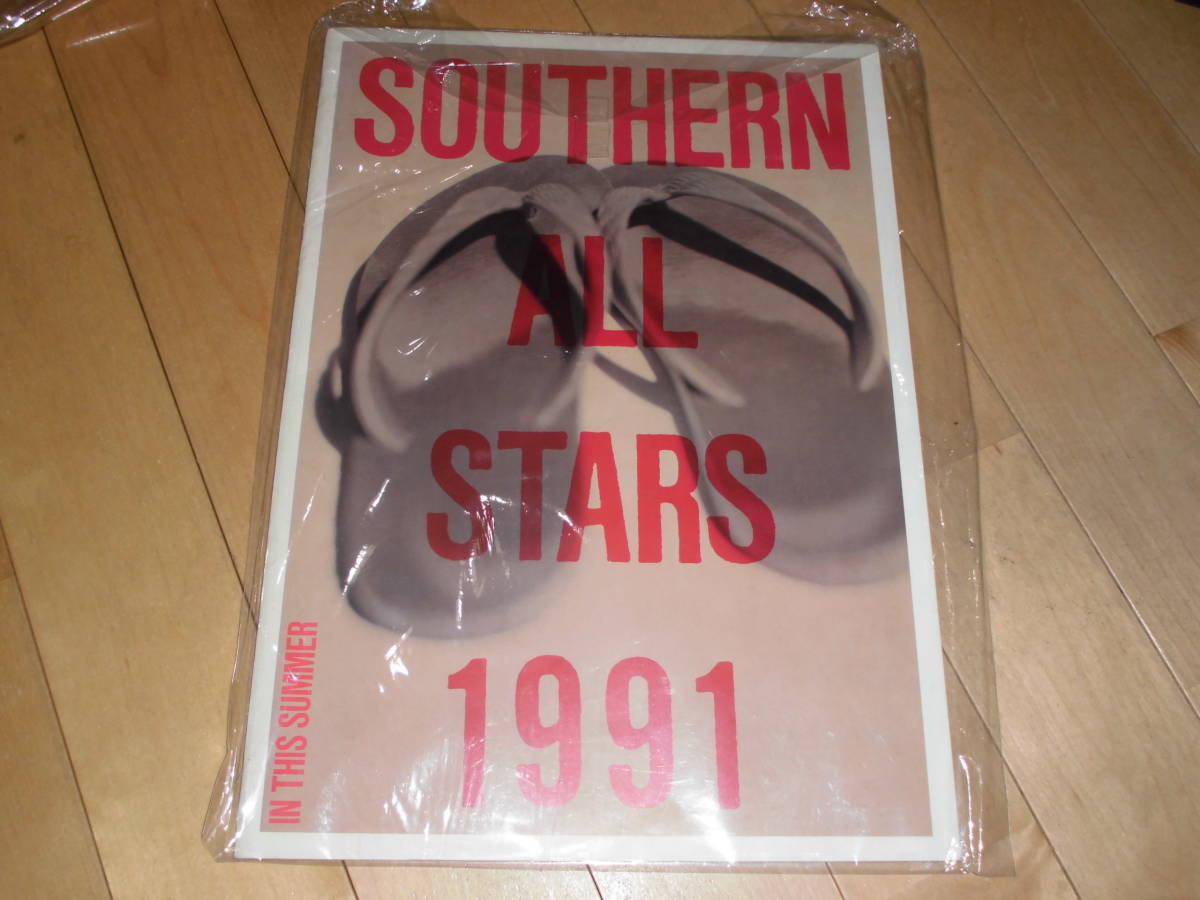 SOUTHERN
ALL
STARS
1991
IN THIS SUMMER